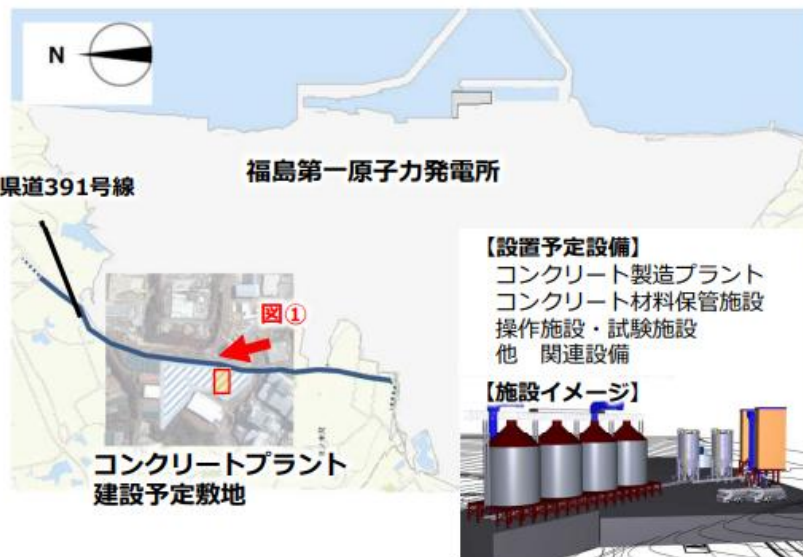 N
福島第一原子力発電所
県道391号線
図①
コンクリートプラント
建設予定敷地
【設置予定設備】
コンクリート製造プラント
コンクリート材料保管施設
操作施設・試験施設
他 関連設備
【施設イメージ】